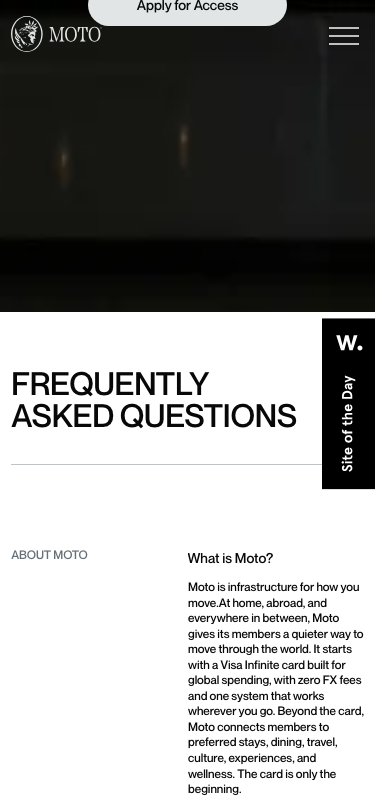 Apply for Access
MOTO
W.
Site of the Day
FREQUENTLY
ASKED QUESTIONS
ABOUT MOTO
What is Moto?
Moto is infrastructure for how you
move.At home, abroad, and
everywhere in between, Moto
gives its members a quieter way to
move through the world. It starts
with a Visa Infinite card built for
global spending, with zero FX fees
and one system that works
wherever you go. Beyond the card,
Moto connects members to
preferred stays, dining, travel,
culture, experiences, and
wellness. The card is only the
beginning.